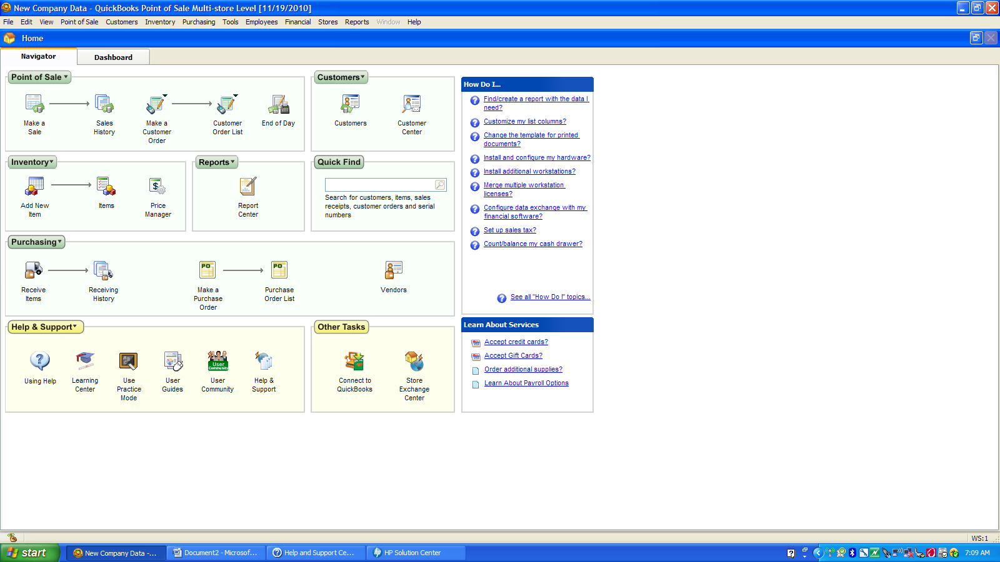 New Company Data - QuickBooks Point of Sale Multi-store Level [11/19/2010]
File Edit View Point of Sale Customers Inventory Purchasing Tools Employees Financial Stores Reports Window Help
Home
Navigator Dashboard
Point of Sale
Make a
Sale
Sales
History
Make a
Customer
Order
Customer
Order List
End of Day
Customers
Customers
Customer
Center
Inventory
Add New
Item
Items
Price
Manager
Reports
Report
Center
Quick Find
Search for customers, items, sales
receipts, customer orders and serial
numbers
Purchasing
Receive
Items
Receiving
History
PO
Make a
Purchase
Order
PO
Purchase
Order List
Vendors
Help & Support
Using Help
Learning
Center
Use
Practice
Mode
User
Guides
User
Community
User
Community
Help &
Support
Other Tasks
Connect to
QuickBooks
Store
Exchange
Center
How Do I...
Find/create a report with the data I
need?
Customize my list columns?
Change the template for printed
documents?
Install and configure my hardware?
Install additional workstations?
Merge multiple workstation
licenses?
Configure data exchange with my
financial software?
Set up sales tax?
Count/balance my cash drawer?
See all "How Do I" topics...
Learn About Services
Accept credit cards?
Accept Gift Cards?
Order additional supplies?
Learn About Payroll Options
WS:1
start
New Company Data -...
Document2 - Microsof...
Help and Support Ce...
HP Solution Center
7:09 AM